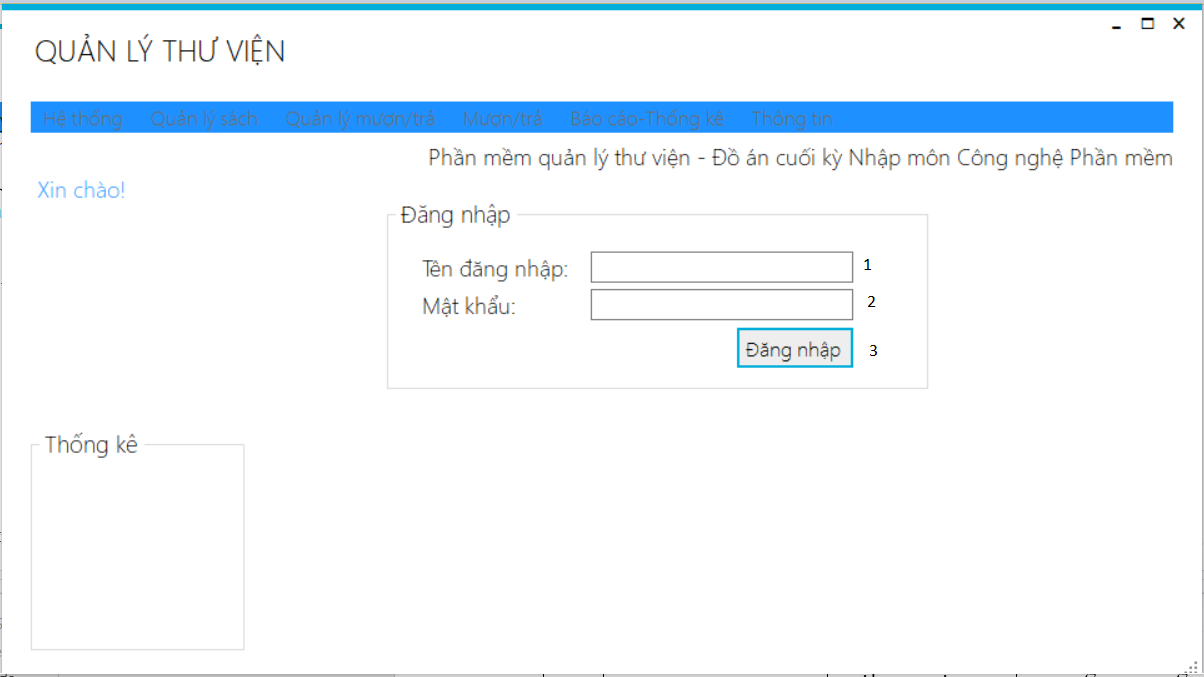 QUẢN LÝ THƯ VIỆN
Hệ thống Quản lý sách Quản lý mượn/trả Mượn/trả Báo cáo-Thống kê Thông tin
Phần mềm quản lý thư viện - Đồ án cuối kỳ Nhập môn Công nghệ Phần mềm
Xin chào!
Đăng nhập
Tên đăng nhập: 1
Mật khẩu: 2
Đăng nhập 3
Thống kê